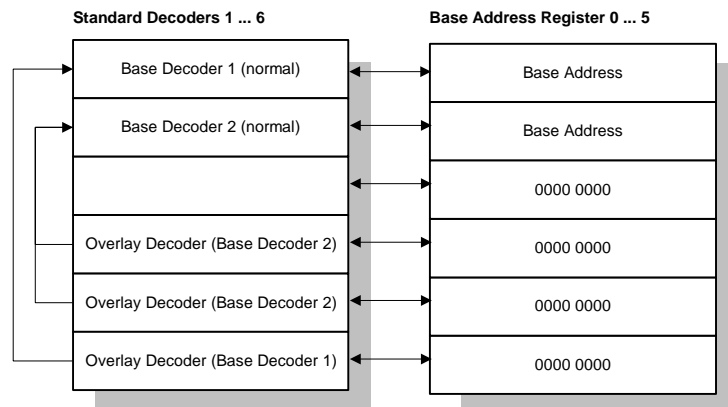 Standard Decoders 1 ... 6
Base Address Register 0 ... 5
Base Decoder 1 (normal)
Base Address
Base Decoder 2 (normal)
Base Address
0000 0000
Overlay Decoder (Base Decoder 2)
0000 0000
Overlay Decoder (Base Decoder 2)
0000 0000
Overlay Decoder (Base Decoder 1)
0000 0000